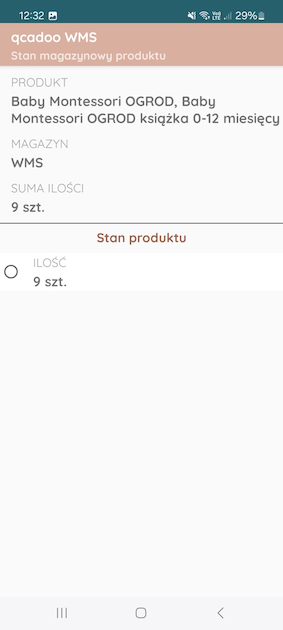 12:32 29%
qcadoo WMS
Stan magazynowy produktu
PRODUKT
Baby Montessori OGROD, Baby
Montessori OGROD książka 0-12 miesięcy
MAGAZYN
WMS
SUMA ILOŚCI
9 szt.
Stan produktu
ILOŚĆ
9 szt.